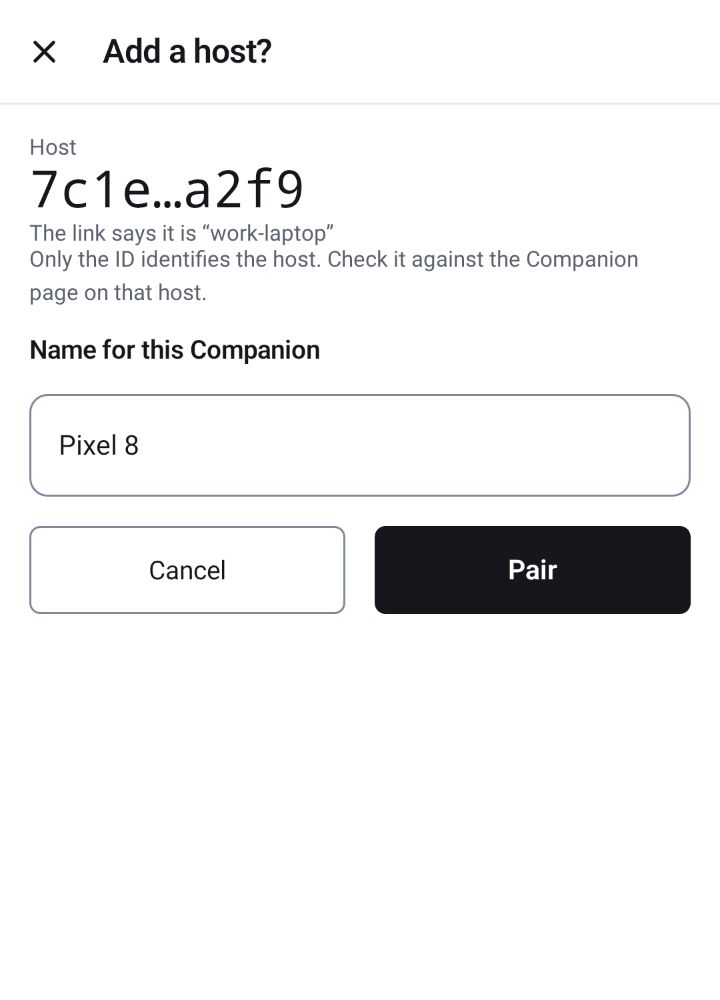 Add a host?
Host
7c1e…a2f9
The link says it is “work-laptop”
Only the ID identifies the host. Check it against the Companion
page on that host.
Name for this Companion
Pixel 8
Cancel
Pair